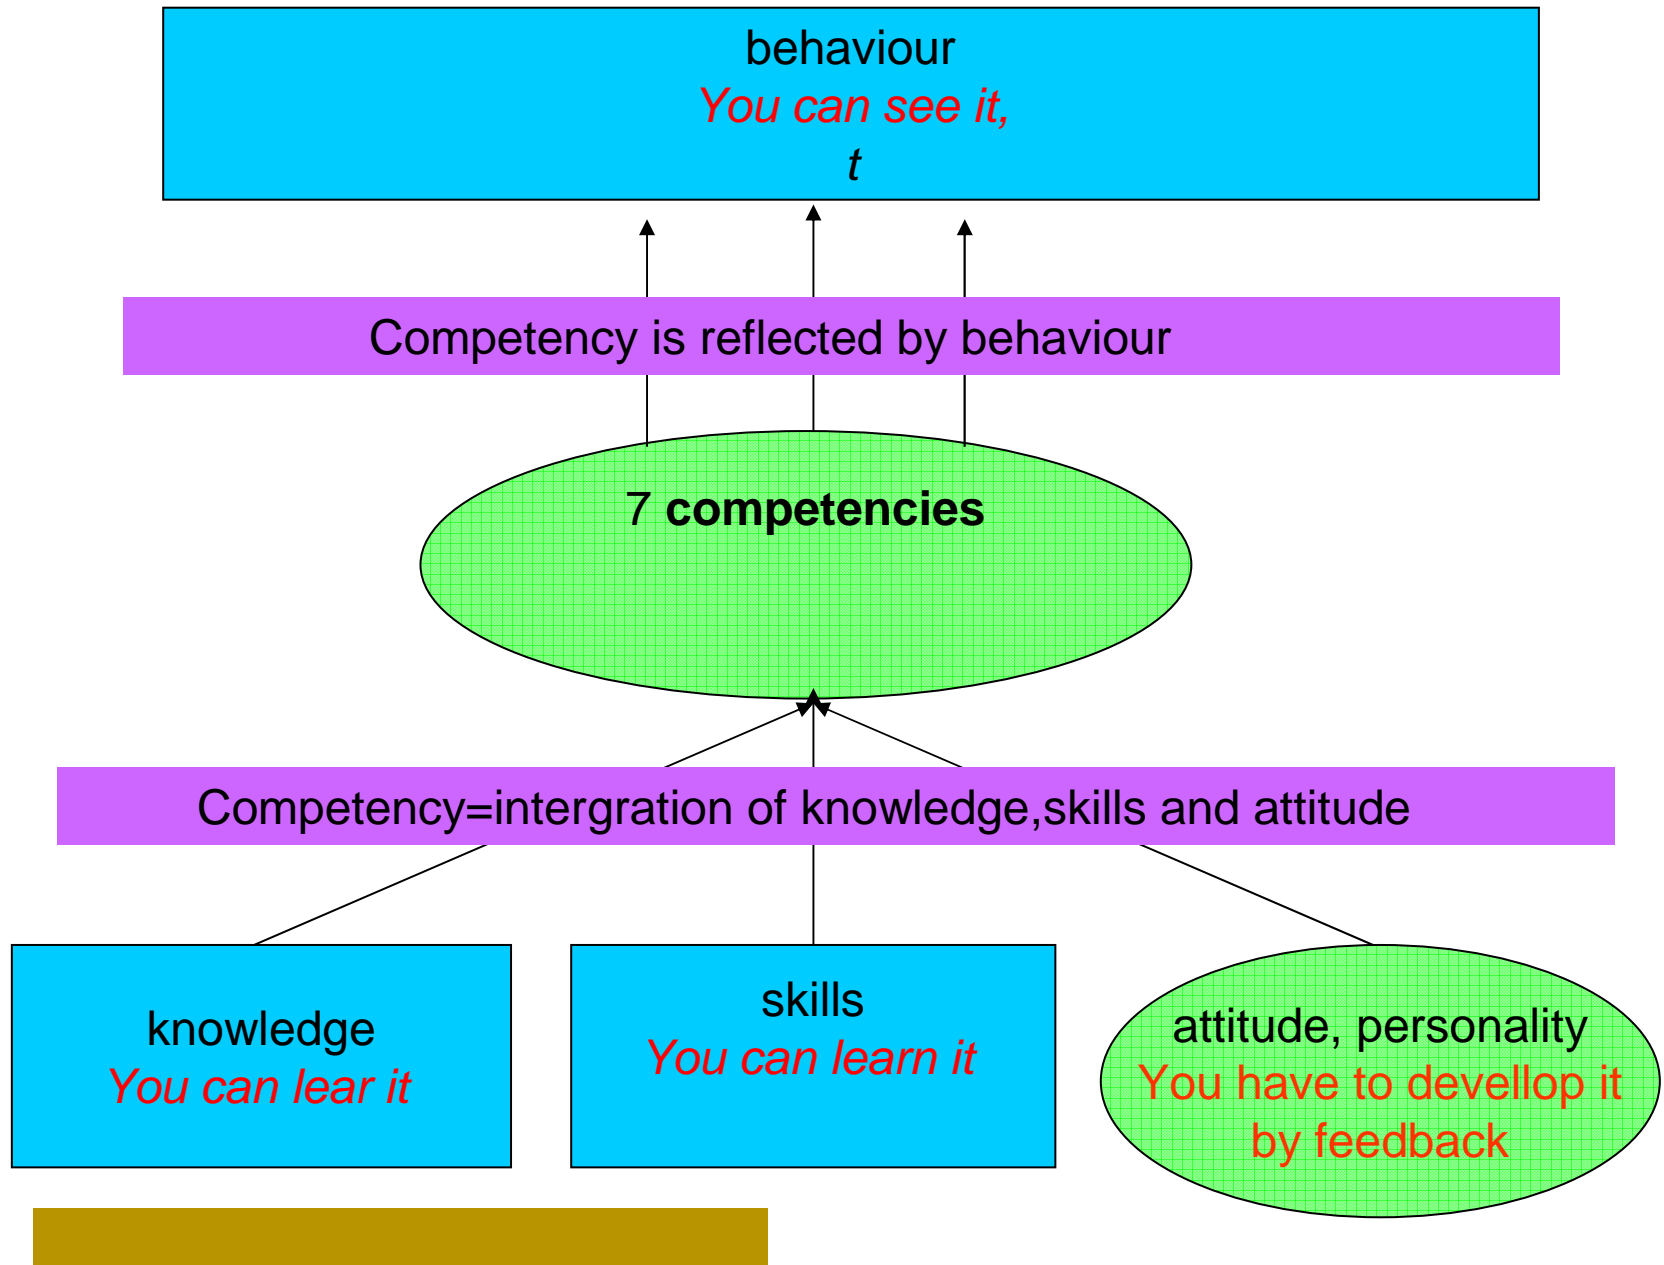 behaviour
You can see it,
t
Competency is reflected by behaviour
7 competencies
Competency=intergration of knowledge,skills and attitude
knowledge
You can lear it
skills
You can learn it
attitude, personality
You have to devellop it
by feedback